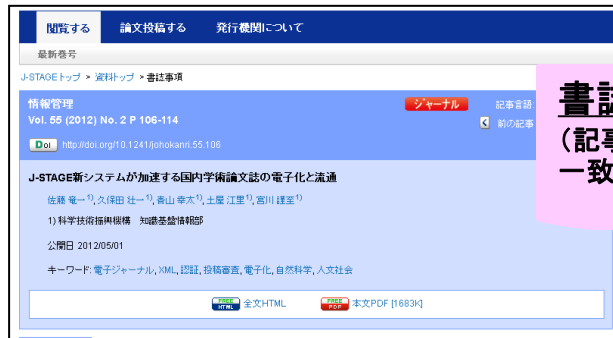 閲覧する 論文投稿する 発行機関について
最新巻号
J-STAGEトップ > 資料トップ > 書誌事項
情報管理 ジャーナル 記事言語:
Vol. 55 (2012) No. 2 P 106-114 前の記事
DOI http://doi.org/10.1241/johokanri.55.106
J-STAGE新システムが加速する国内学術論文誌の電子化と流通
佐藤 竜一1), 久保田 壮一1), 青山 幸太1), 土屋 江里1), 宮川 謹至1)
1) 科学技術振興機構 知識基盤情報部
公開日 2012/05/01
キーワード: 電子ジャーナル, XML, 認証, 投稿審査, 電子化, 自然科学, 人文社会
FREE HTML 全文HTML FREE PDF 本文PDF [1683K]
書誌
(記事
一致